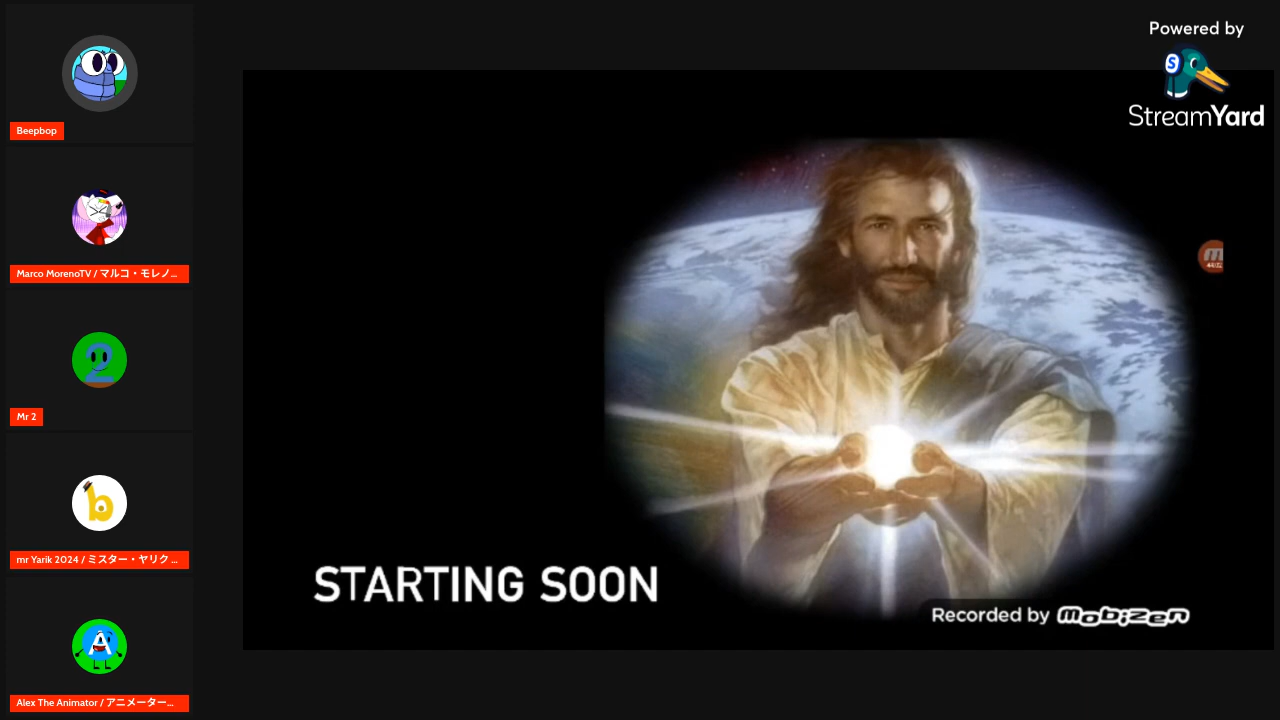 Powered by
StreamYard
Beepbop
Marco MorenoTV / マルコ・モレノ...
Mr 2
mr Yarik 2024 / ミスター・ヤリク ...
Alex The Animator / アニメーター...
STARTING SOON
Recorded by Mobizen